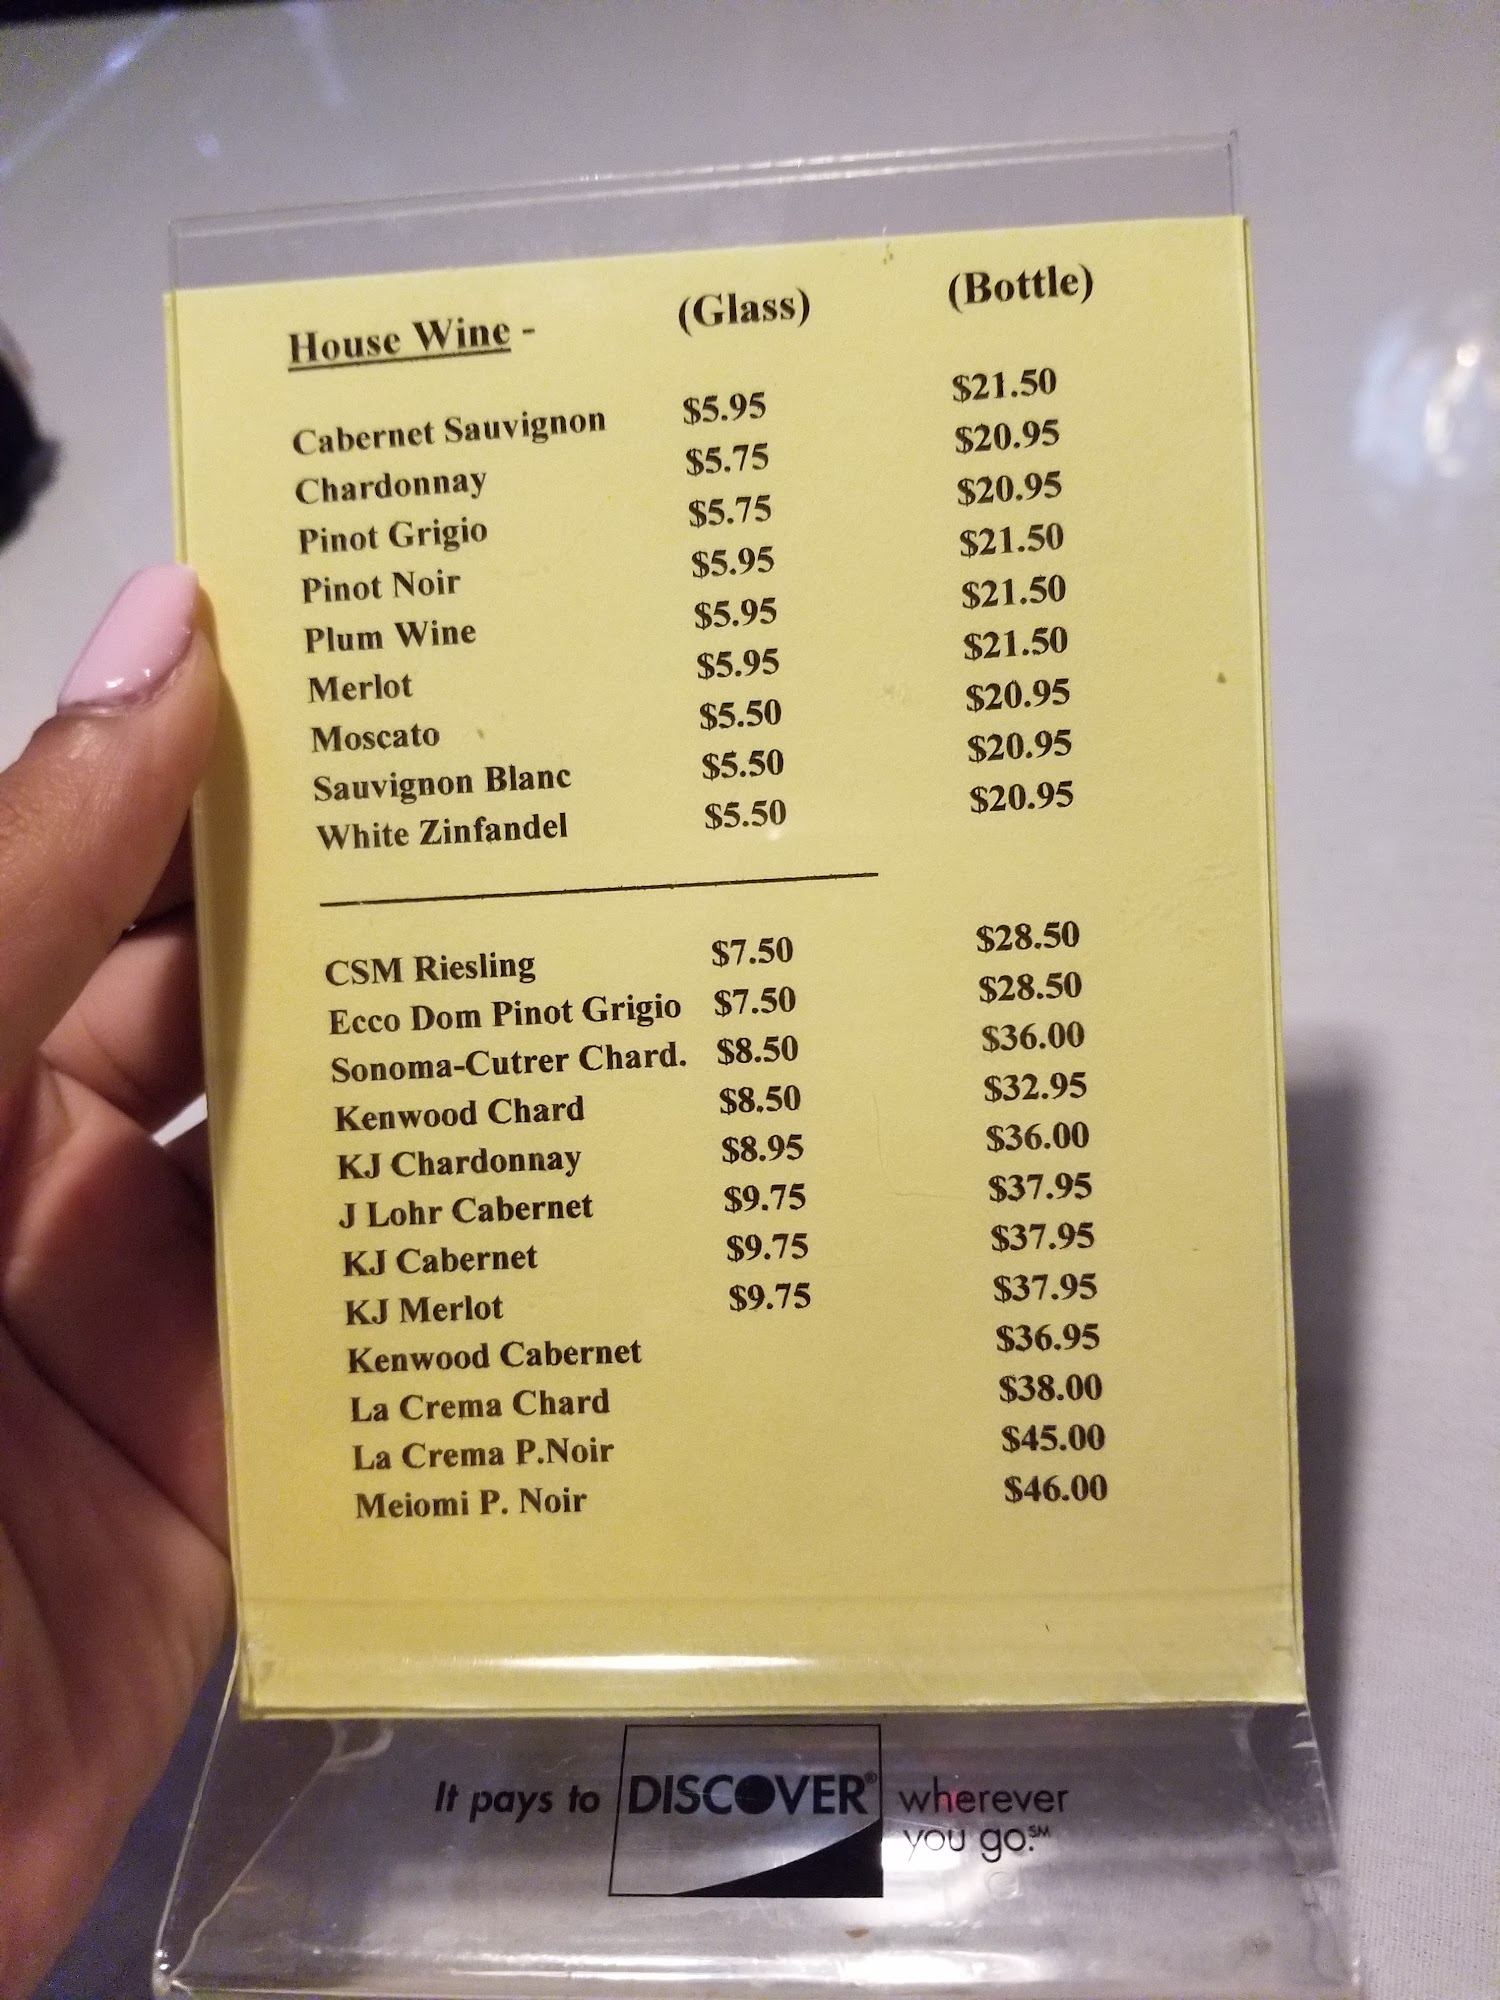 House Wine - (Glass) (Bottle)
Cabernet Sauvignon $5.95 $21.50
Chardonnay $5.75 $20.95
Pinot Grigio $5.75 $20.95
Pinot Noir $5.95 $21.50
Plum Wine $5.95 $21.50
Merlot $5.95 $21.50
Moscato $5.50 $20.95
Sauvignon Blanc $5.50 $20.95
White Zinfandel $5.50 $20.95
CSM Riesling $7.50 $28.50
Ecco Dom Pinot Grigio $7.50 $28.50
Sonoma-Cutrer Chard. $8.50 $36.00
Kenwood Chard $8.50 $32.95
KJ Chardonnay $8.95 $36.00
J Lohr Cabernet $9.75 $37.95
KJ Cabernet $9.75 $37.95
KJ Merlot $9.75 $37.95
Kenwood Cabernet $36.95
La Crema Chard $38.00
La Crema P.Noir $45.00
Meiomi P. Noir $46.00
It pays to DISCOVER® wherever
you go.℠